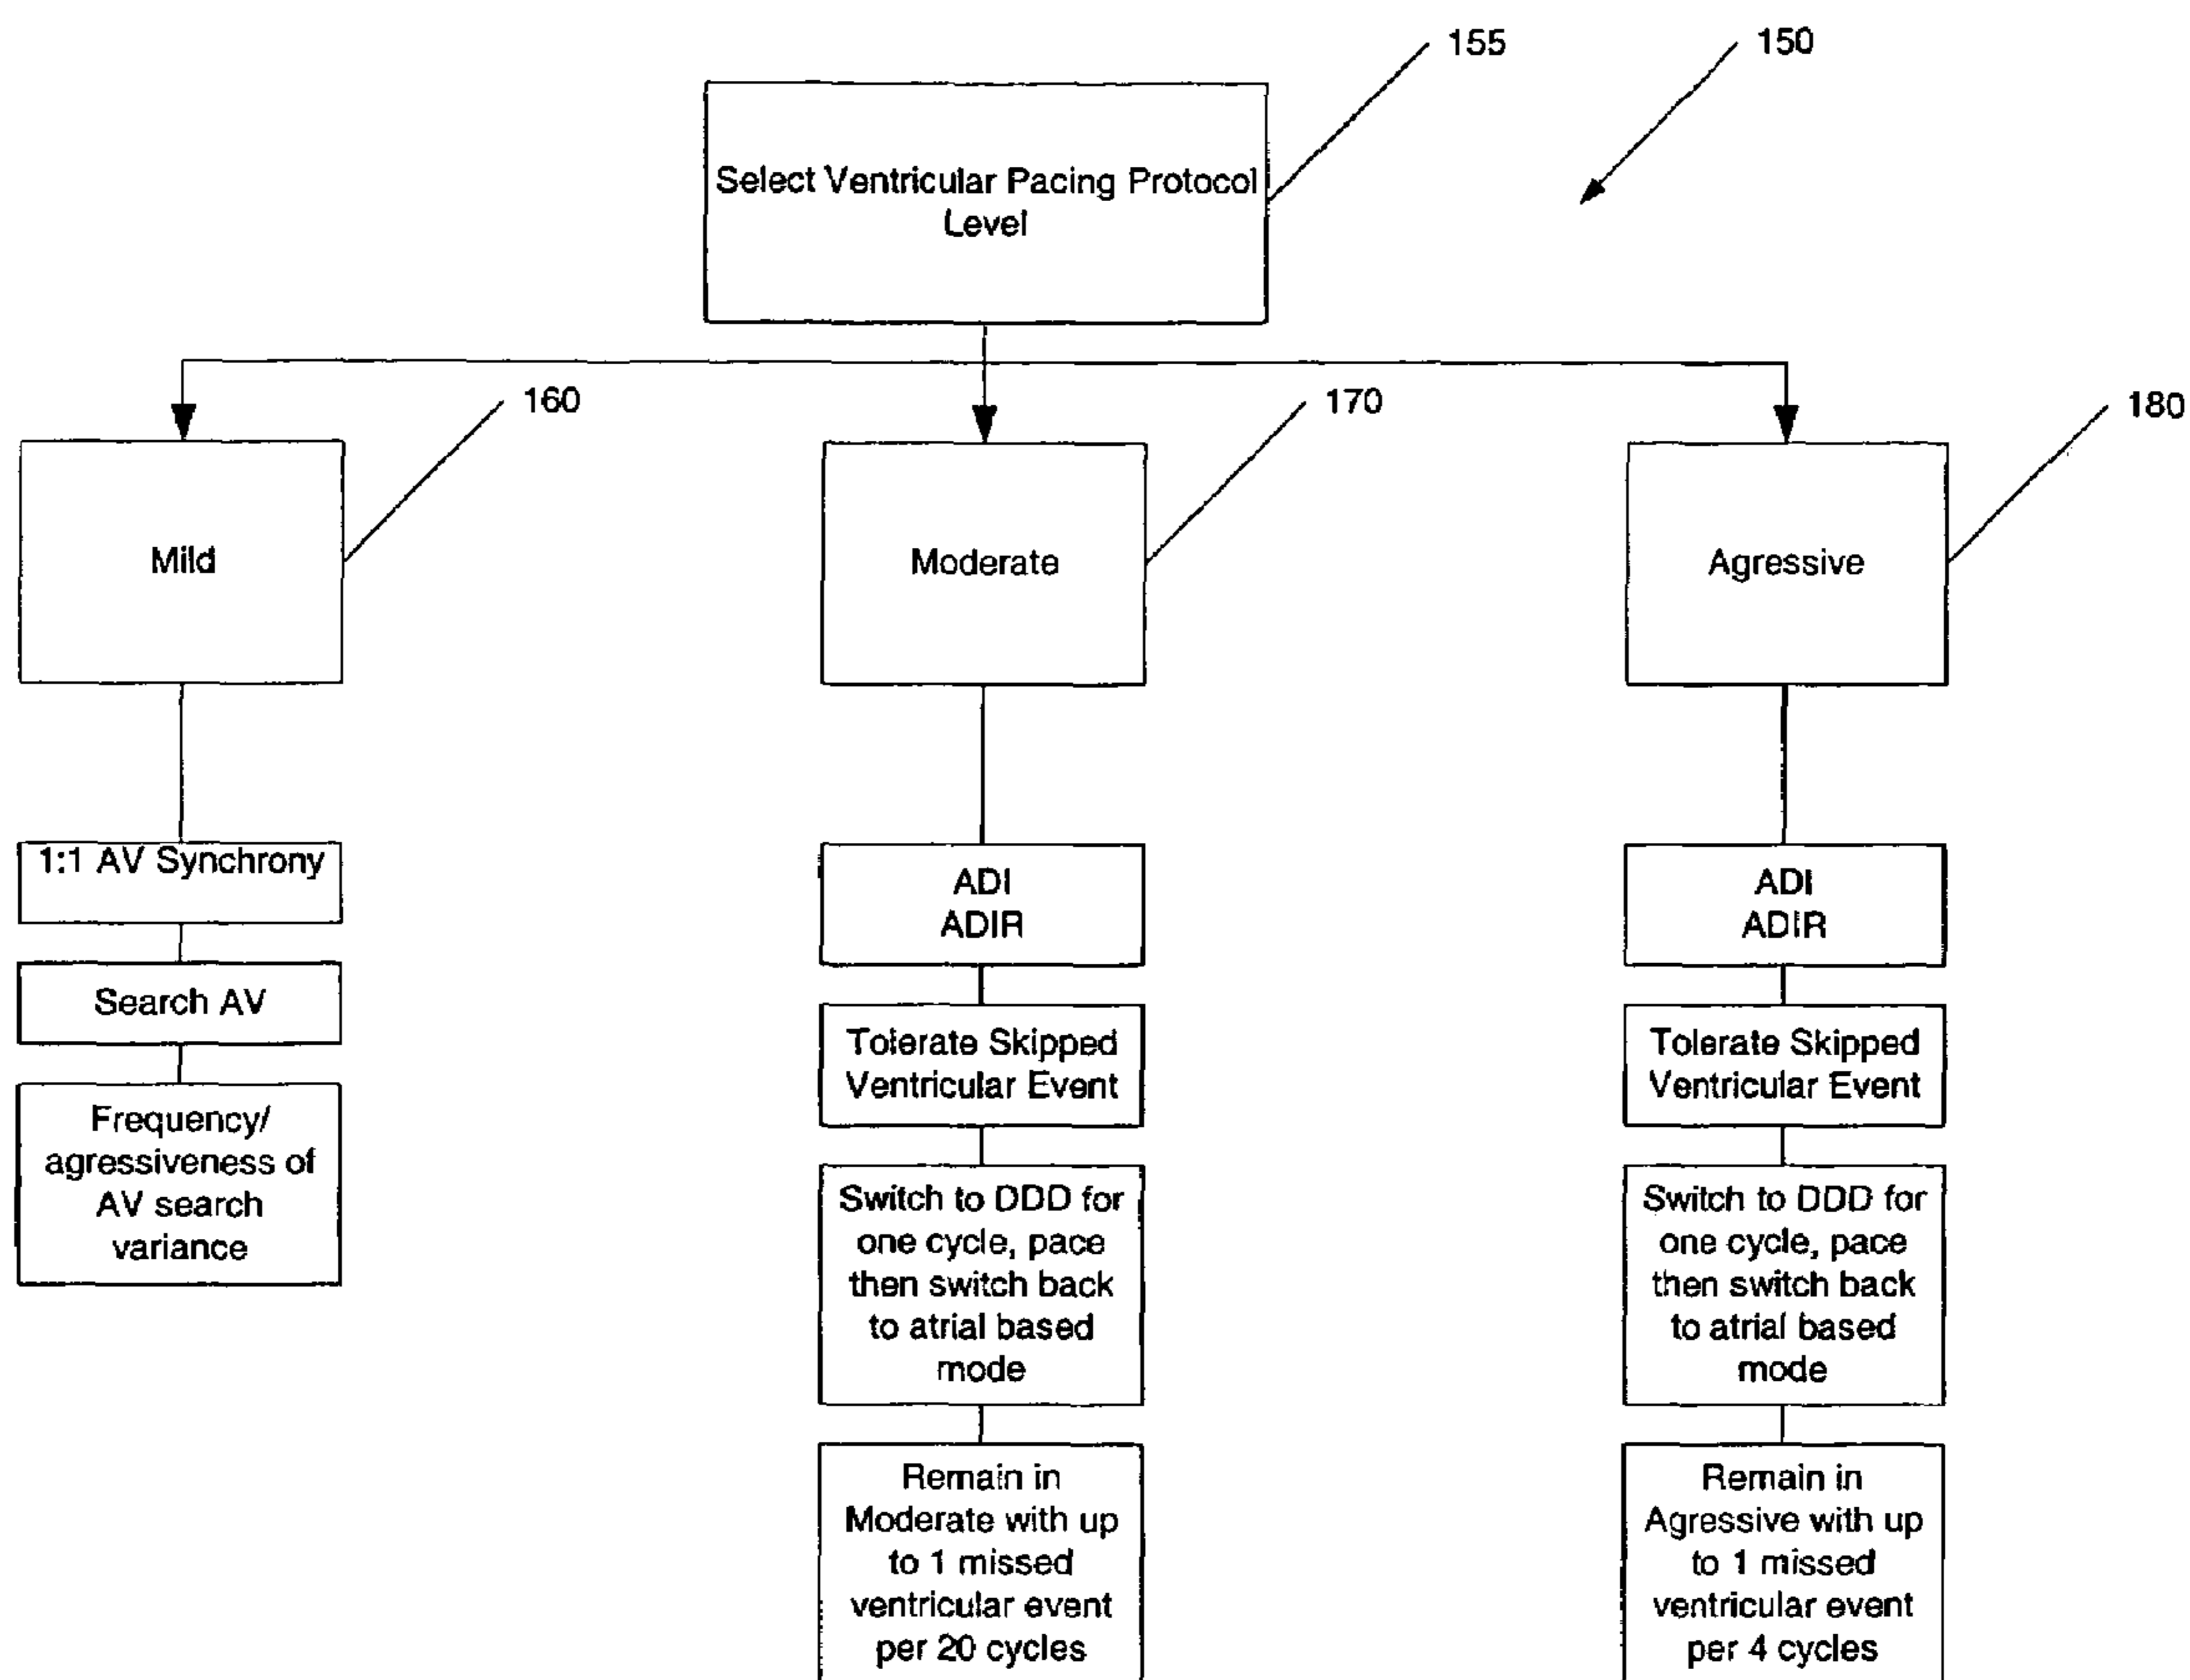 155
150
Select Ventricular Pacing Protocol
Level
160
170
180
Mild
Moderate
Agressive
1:1 AV Synchrony
Search AV
Frequency/
agressiveness of
AV search
variance
ADI
ADIR
Tolerate Skipped
Ventricular Event
Switch to DDD for
one cycle, pace
then switch back
to atrial based
mode
Remain in
Moderate with up
to 1 missed
ventricular event
per 20 cycles
ADI
ADIR
Tolerate Skipped
Ventricular Event
Switch to DDD for
one cycle, pace
then switch back
to atrial based
mode
Remain in
Agressive with up
to 1 missed
ventricular event
per 4 cycles